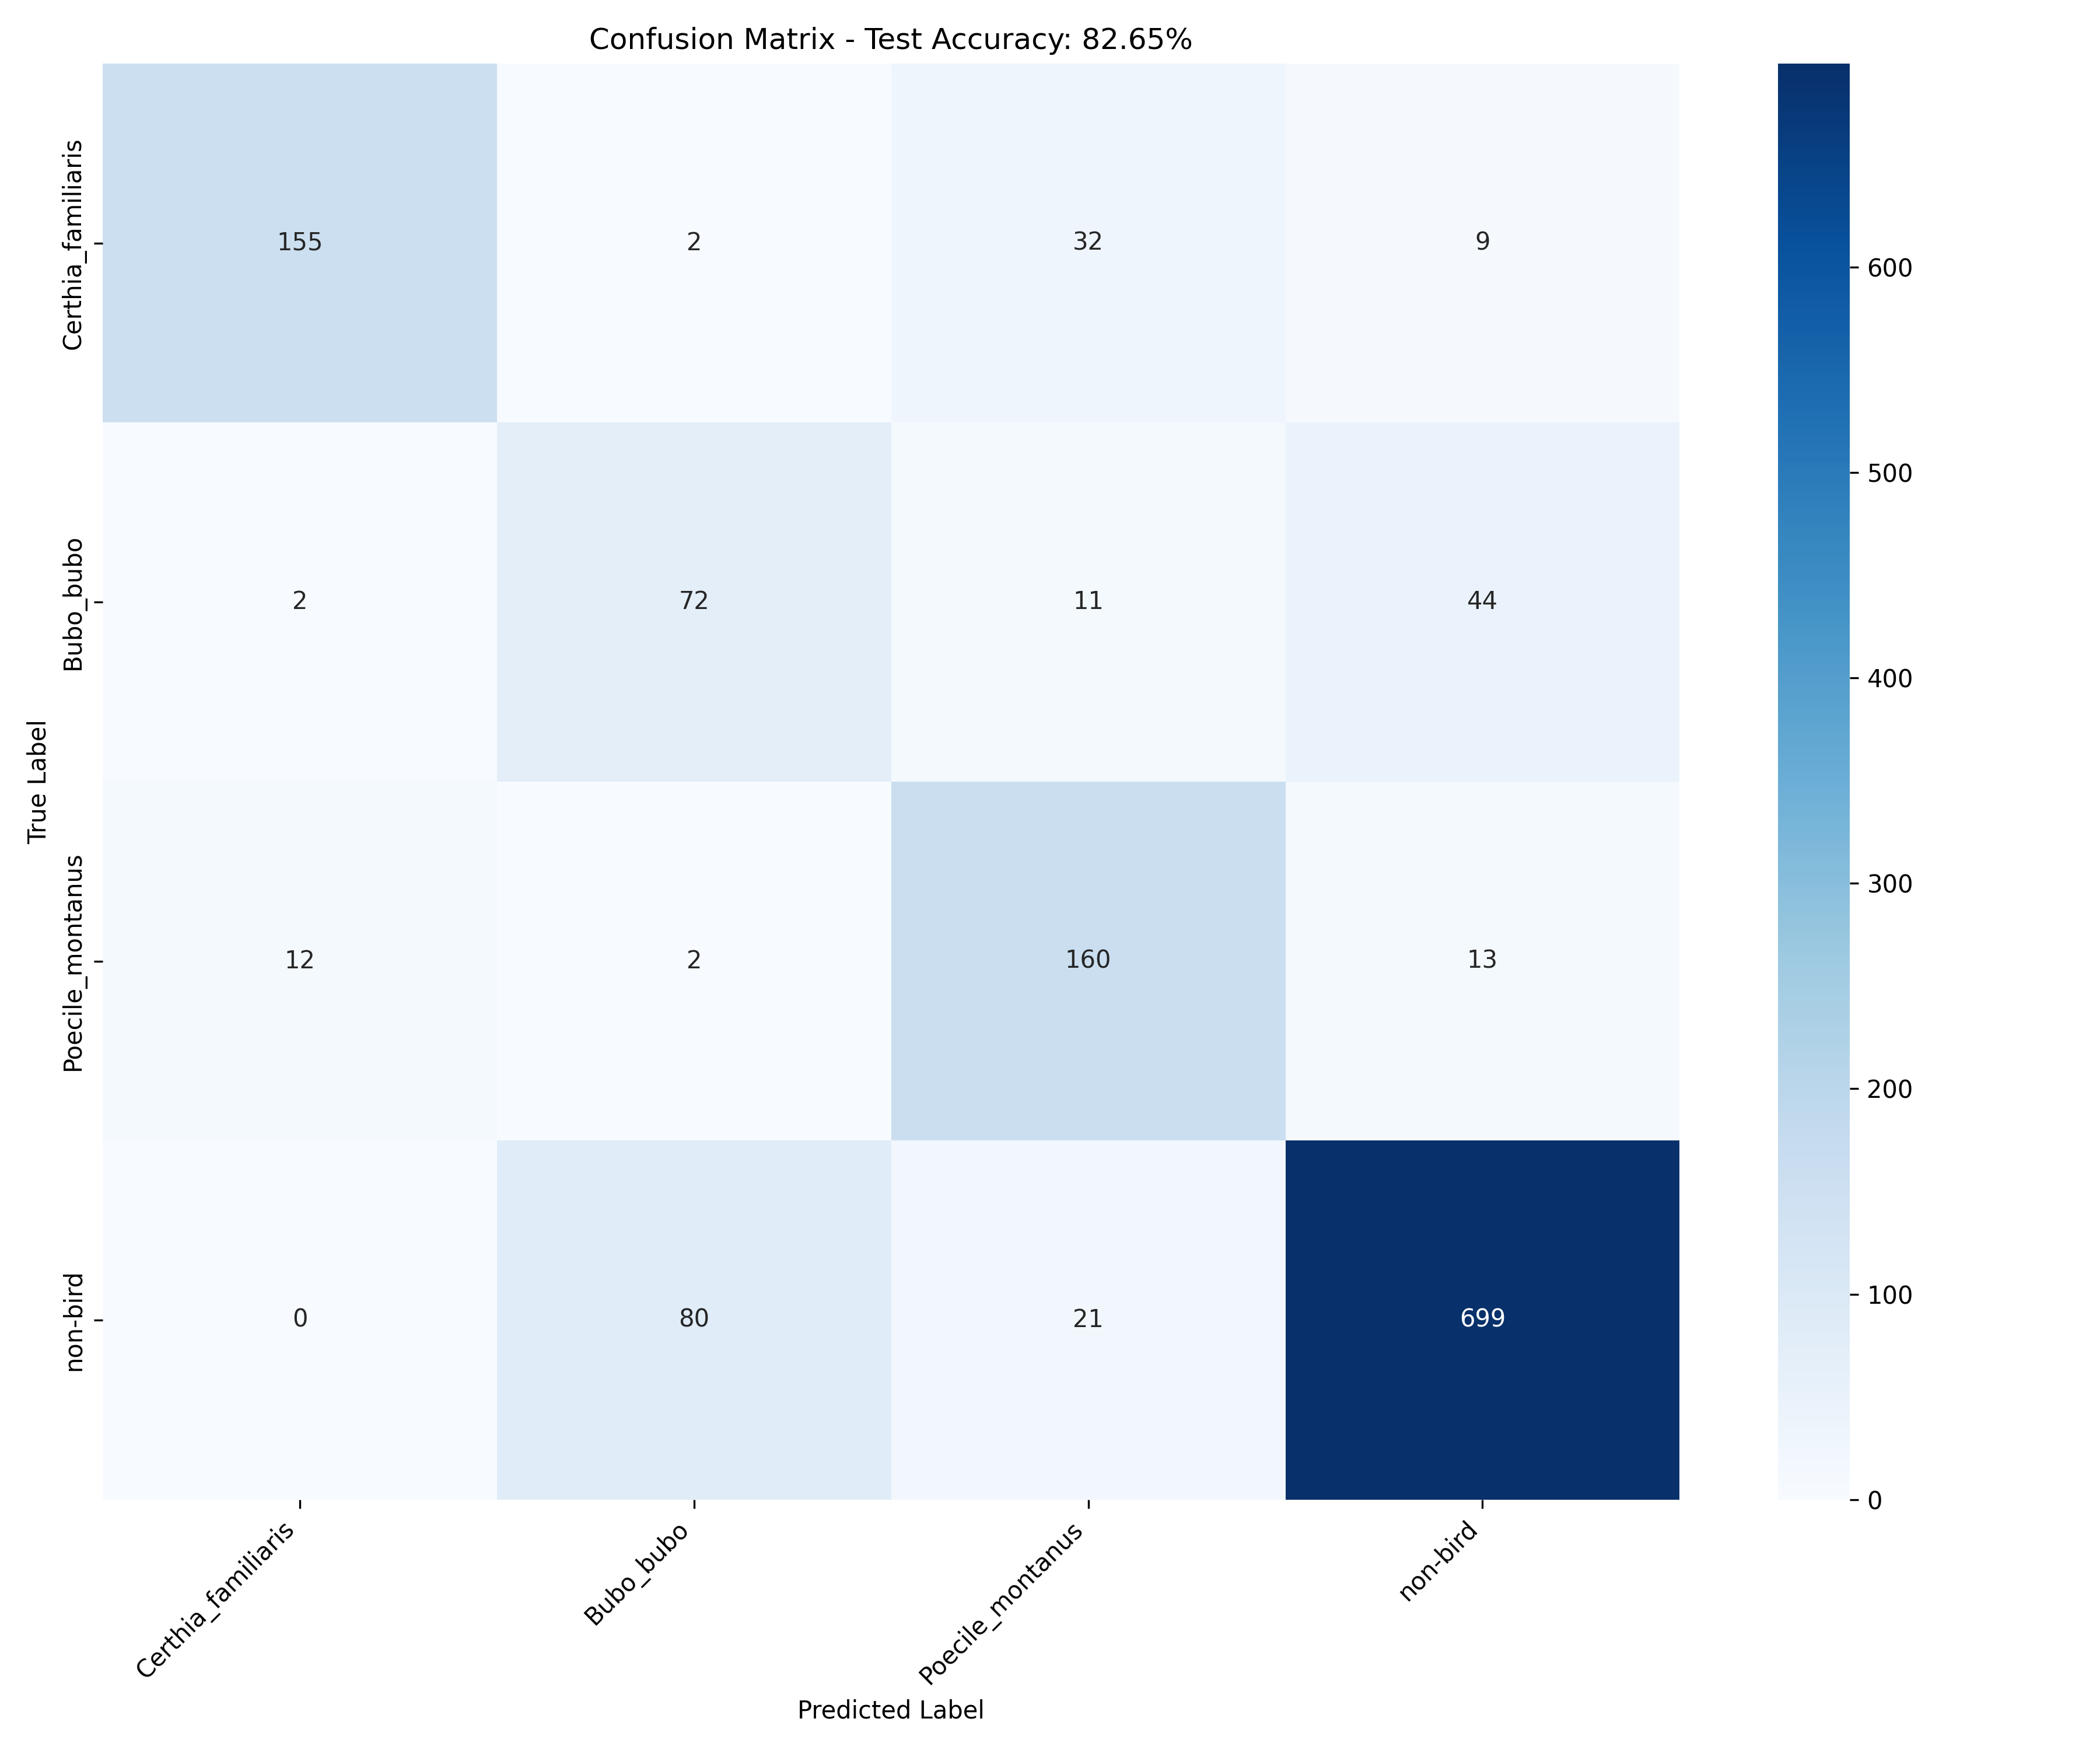 Confusion Matrix - Test Accuracy: 82.65%
Certhia_familiaris
155
2
32
9
Bubo_bubo
2
72
11
44
Poecile_montanus
12
2
160
13
non-bird
0
80
21
699
True Label
Certhia_familiaris
Bubo_bubo
Poecile_montanus
non-bird
Predicted Label
600
500
400
300
200
100
0